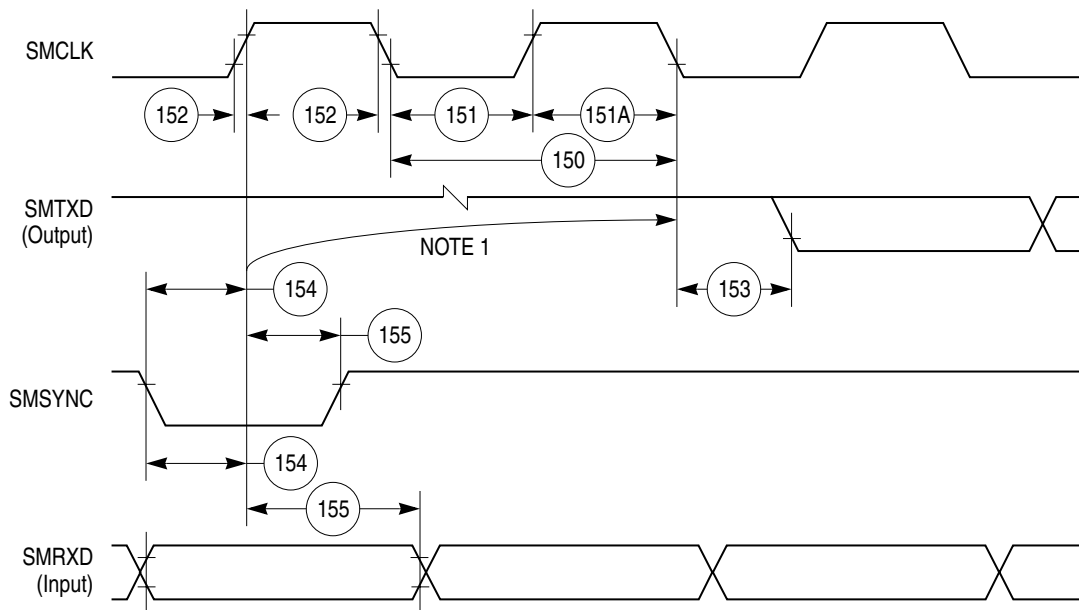 SMCLK
152
152
151
151A
150
SMTXD
(Output)
NOTE 1
154
153
155
SMSYNC
154
155
SMRXD
(Input)